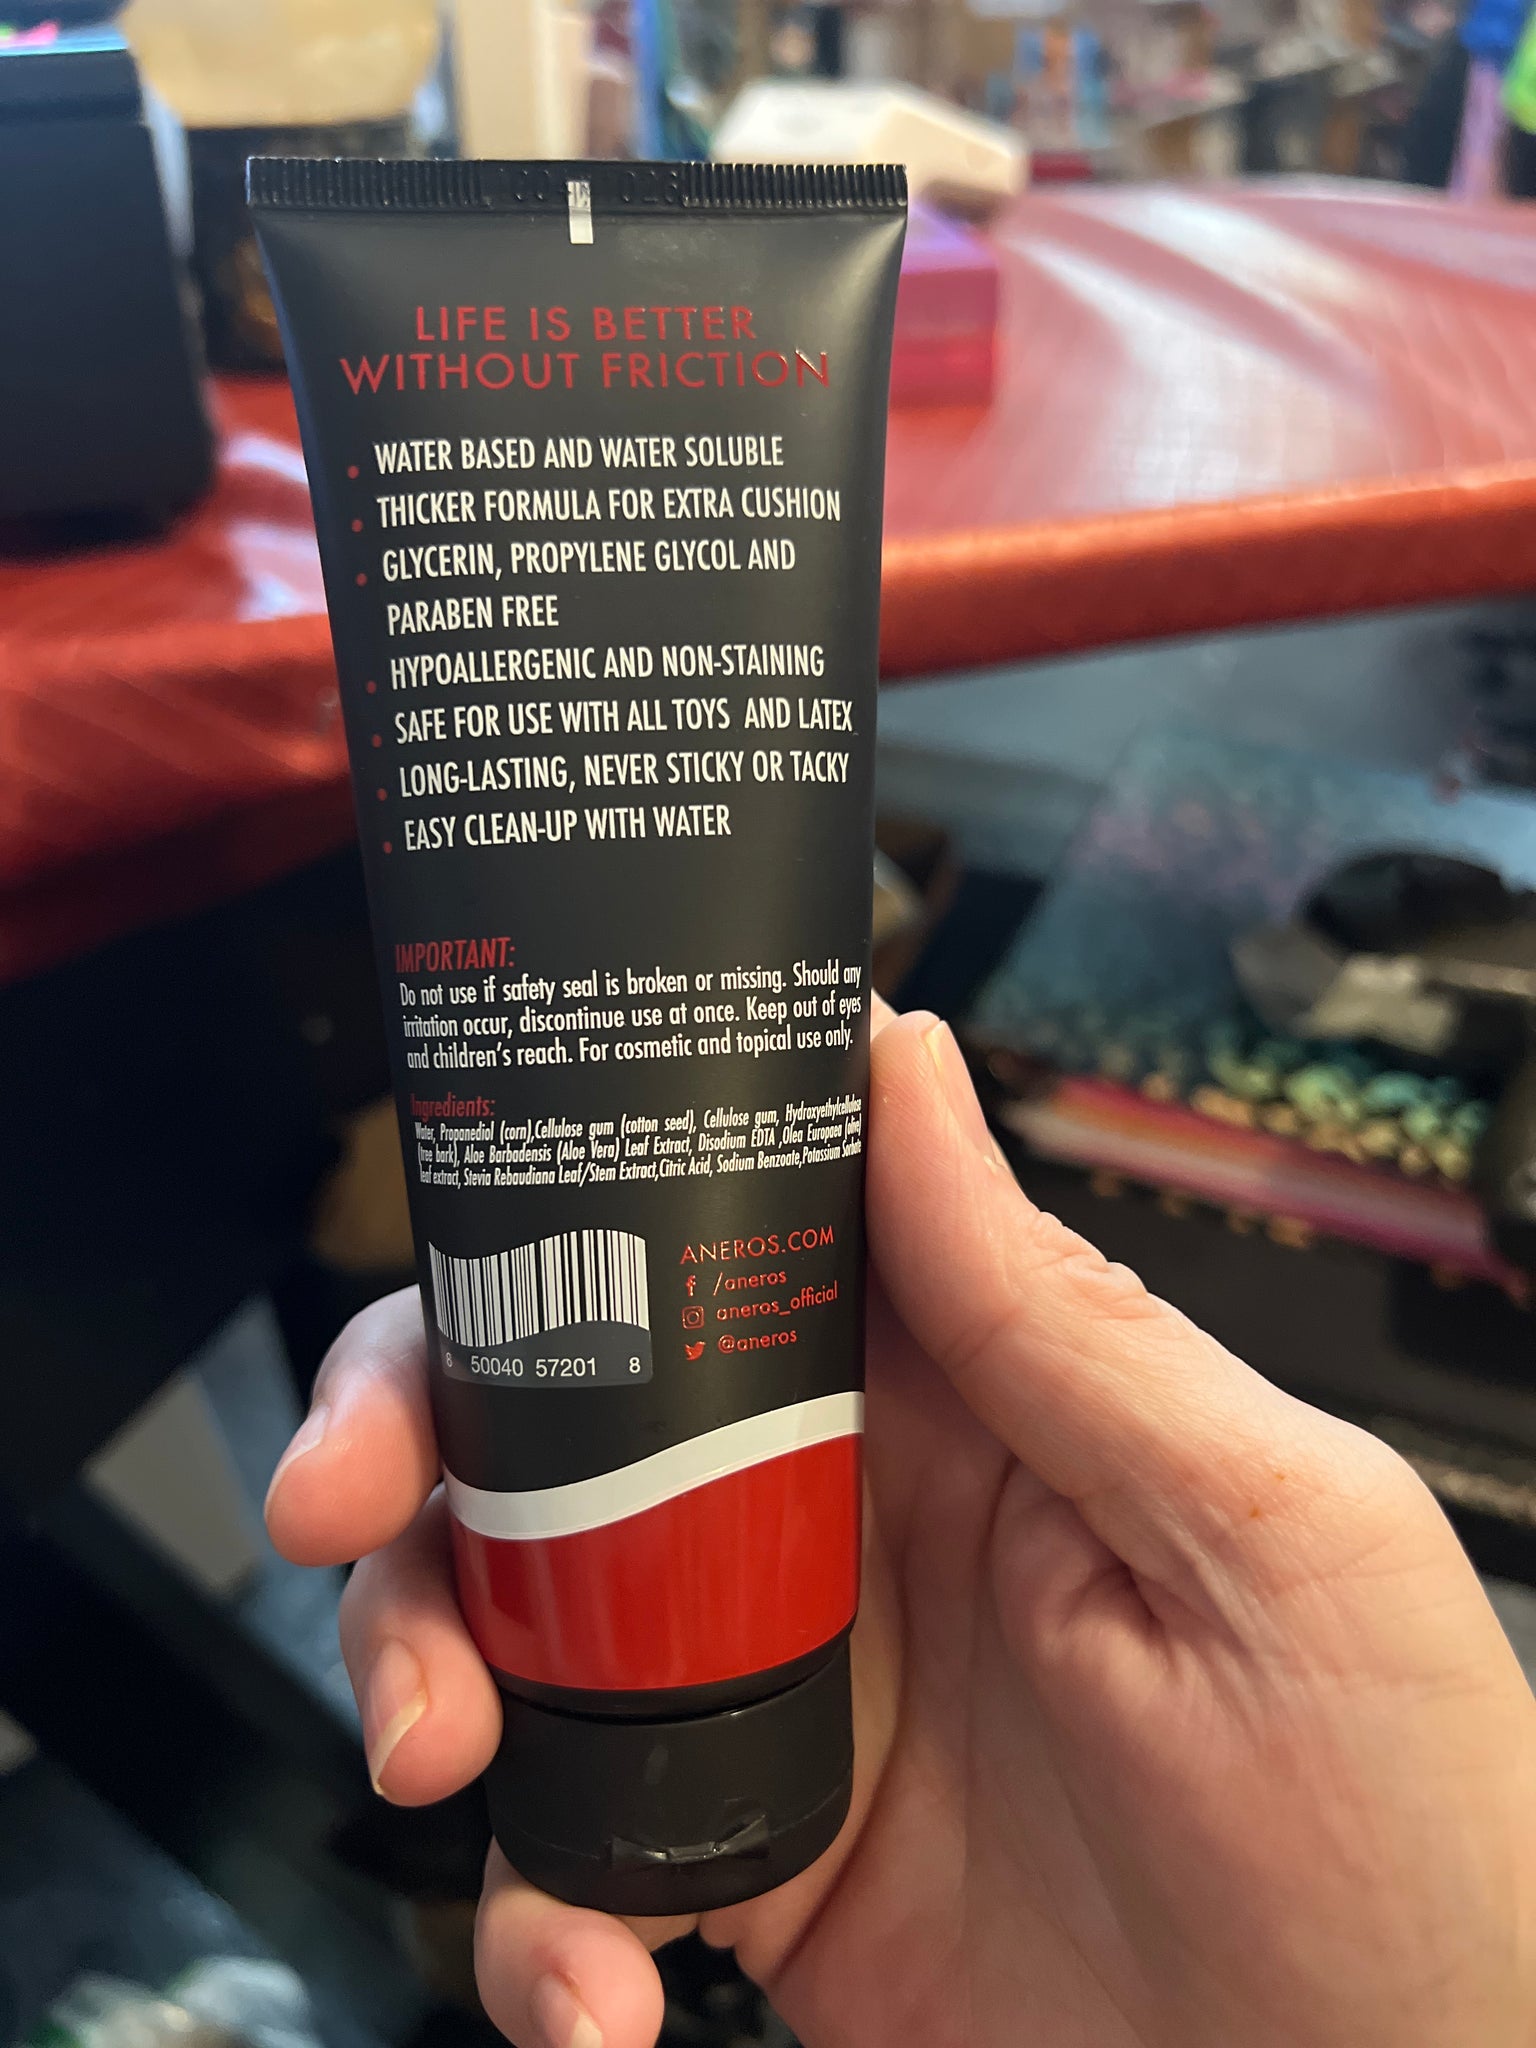 LIFE IS BETTER
WITHOUT FRICTION
• WATER BASED AND WATER SOLUBLE
• THICKER FORMULA FOR EXTRA CUSHION
• GLYCERIN, PROPYLENE GLYCOL AND
PARABEN FREE
• HYPOALLERGENIC AND NON-STAINING
• SAFE FOR USE WITH ALL TOYS AND LATEX
• LONG-LASTING, NEVER STICKY OR TACKY
• EASY CLEAN-UP WITH WATER
IMPORTANT:
Do not use if safety seal is broken or missing. Should any
irritation occur, discontinue use at once. Keep out of eyes
and children's reach. For cosmetic and topical use only.
Ingredients:
Water, Propanediol (corn),Cellulose gum (cotton seed), Cellulose gum, Hydroxyethylcellulose
(tree bark), Aloe Barbadensis (Aloe Vera) Leaf Extract, Disodium EDTA ,Olea Europaea (olive)
leaf extract, Stevia Rebaudiana Leaf/Stem Extract,Citric Acid, Sodium Benzoate,Potassium Sorbate
ANEROS.COM
/aneros
aneros_official
@aneros
8 50040 57201 8